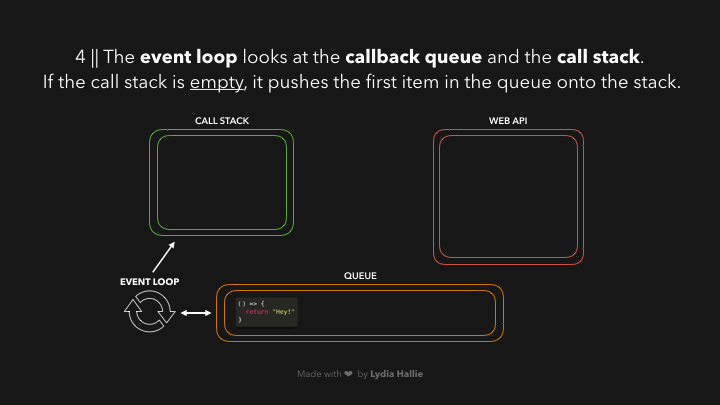 4 || The event loop looks at the callback queue and the call stack.
If the call stack is empty, it pushes the first item in the queue onto the stack.
CALL STACK
WEB API
EVENT LOOP
QUEUE
() => {
return "Hey!"
}
Made with ❤ by Lydia Hallie